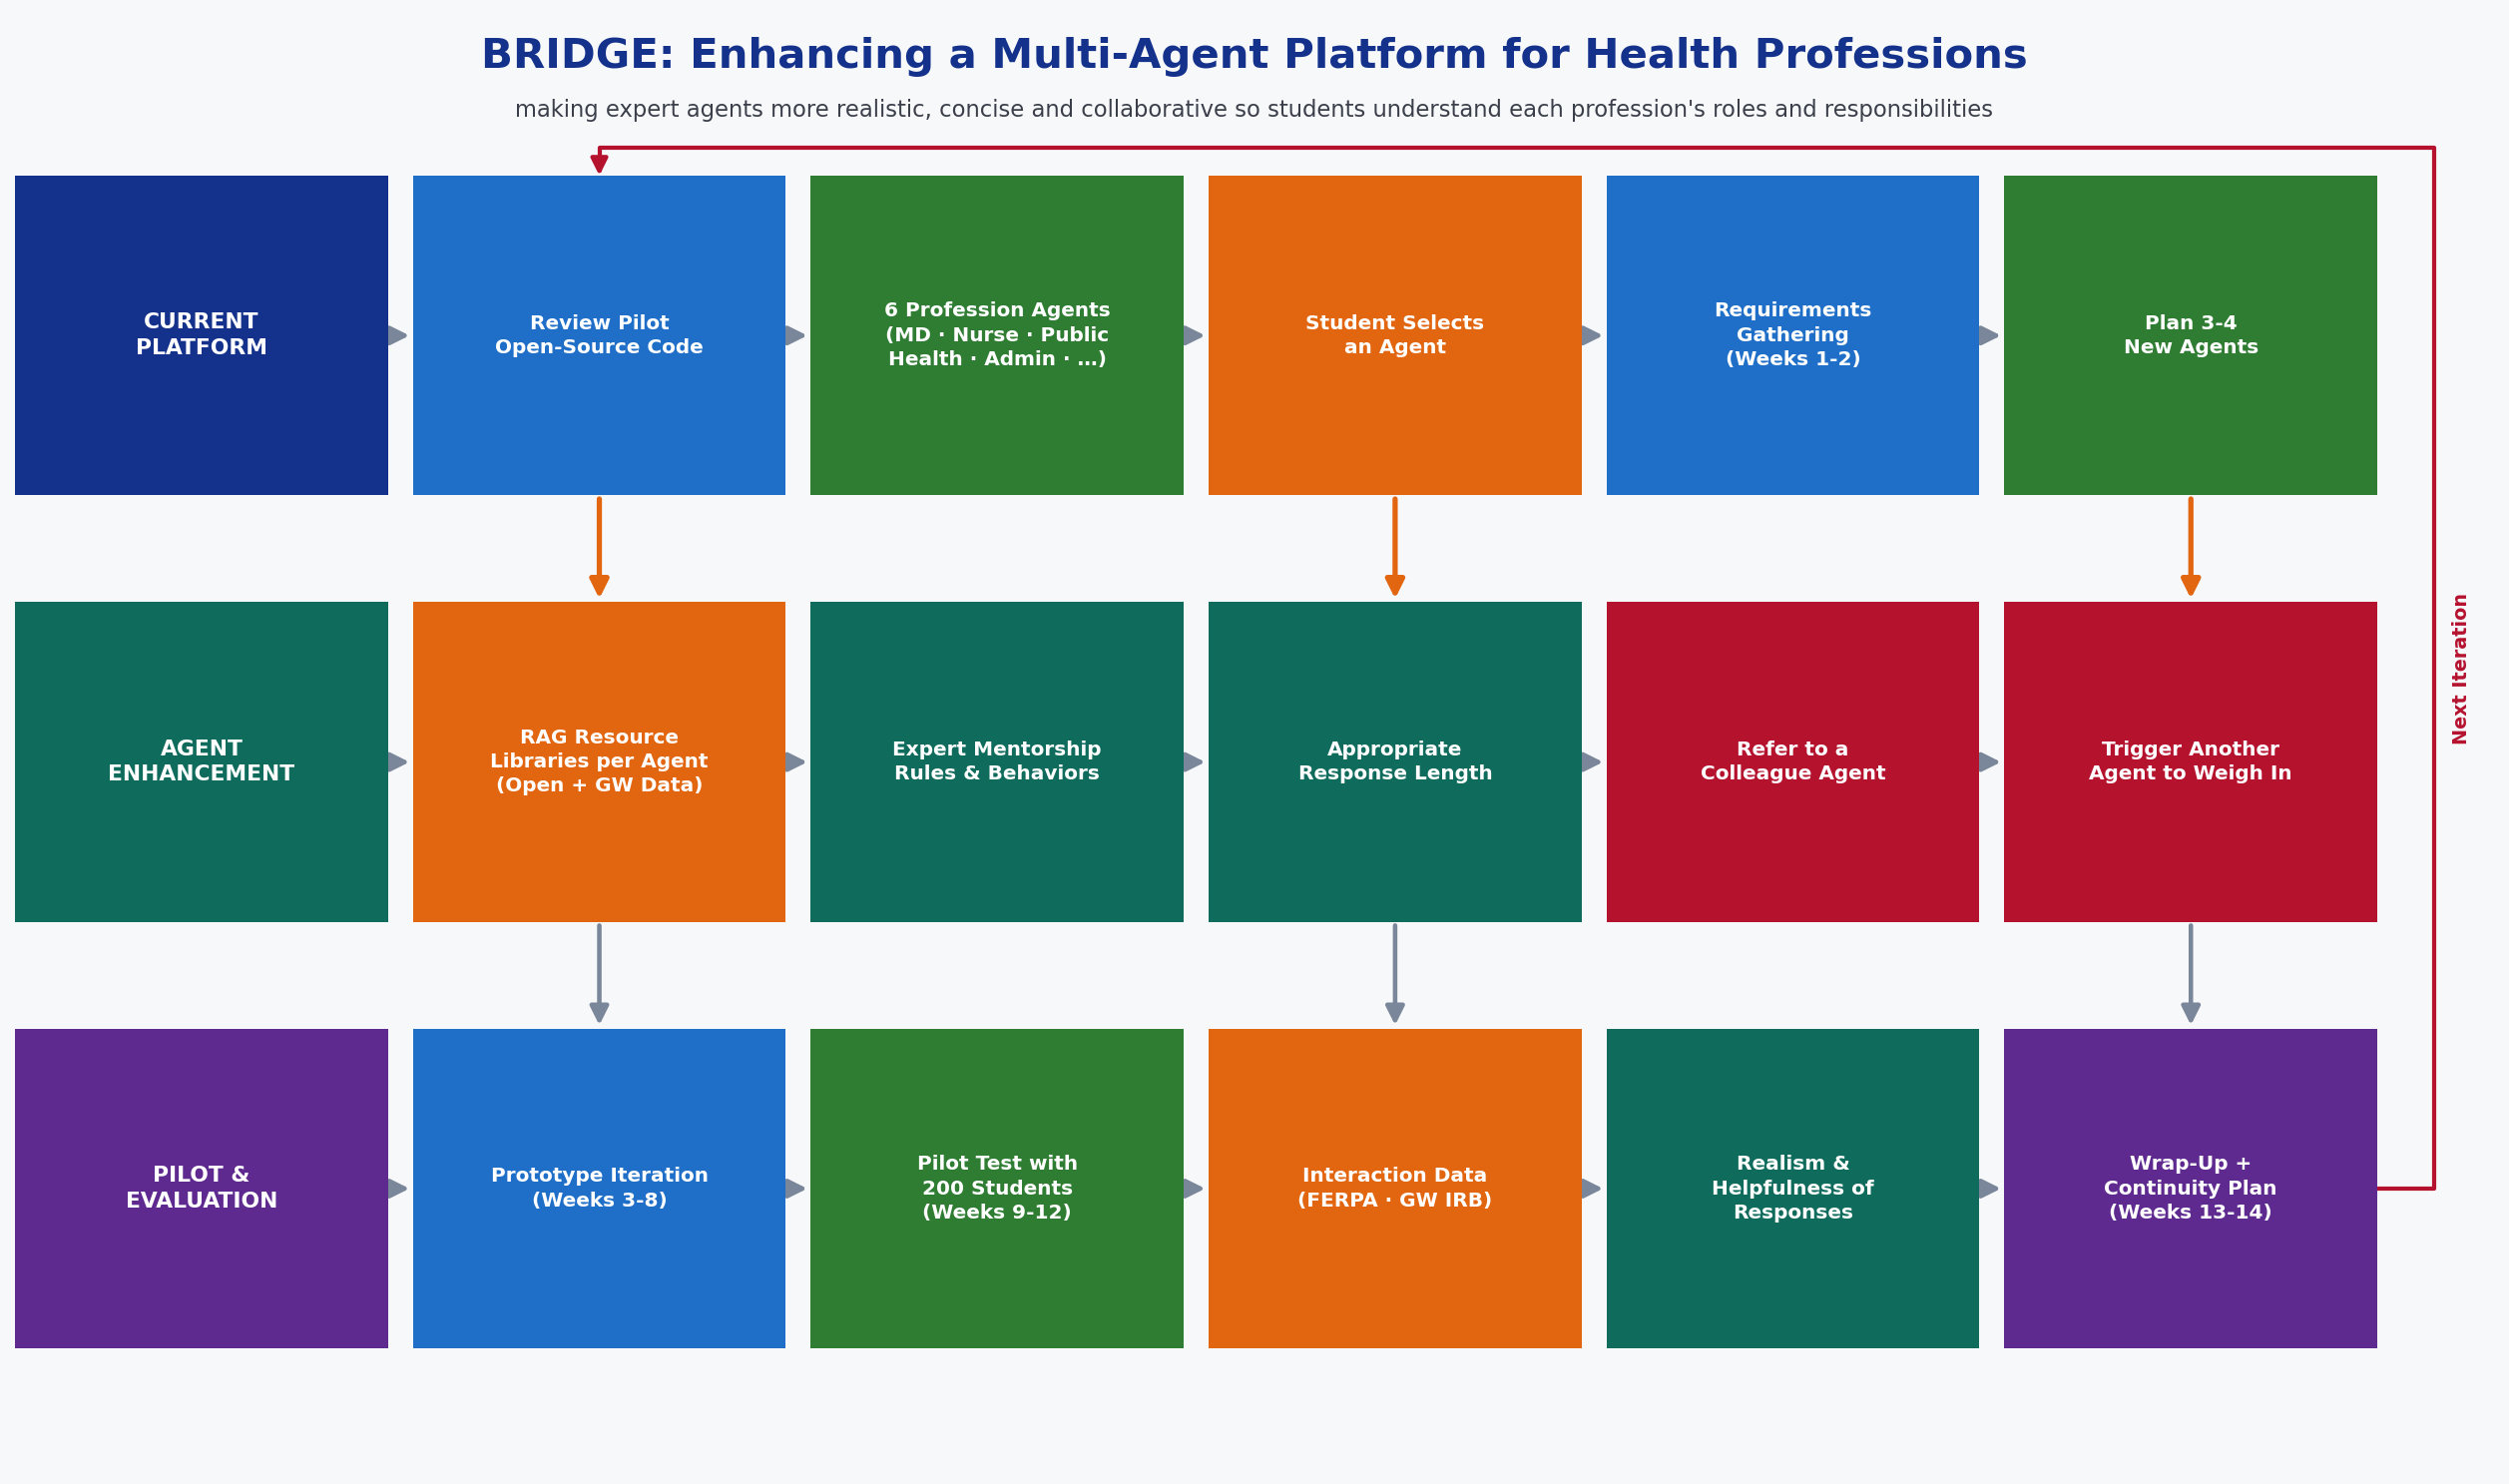 BRIDGE: Enhancing a Multi-Agent Platform for Health Professions
making expert agents more realistic, concise and collaborative so students understand each profession's roles and responsibilities
CURRENT
PLATFORM
Review Pilot
Open-Source Code
6 Profession Agents
(MD · Nurse · Public
Health · Admin · ...)
Student Selects
an Agent
Requirements
Gathering
(Weeks 1-2)
Plan 3-4
New Agents
AGENT
ENHANCEMENT
RAG Resource
Libraries per Agent
(Open + GW Data)
Expert Mentorship
Rules & Behaviors
Appropriate
Response Length
Refer to a
Colleague Agent
Trigger Another
Agent to Weigh In
Next Iteration
PILOT &
EVALUATION
Prototype Iteration
(Weeks 3-8)
Pilot Test with
200 Students
(Weeks 9-12)
Interaction Data
(FERPA · GW IRB)
Realism &
Helpfulness of
Responses
Wrap-Up +
Continuity Plan
(Weeks 13-14)